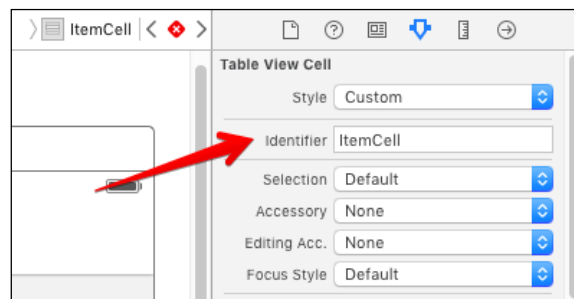 ItemCell
Table View Cell
Style Custom
Identifier ItemCell
Selection Default
Accessory None
Editing Acc. None
Focus Style Default